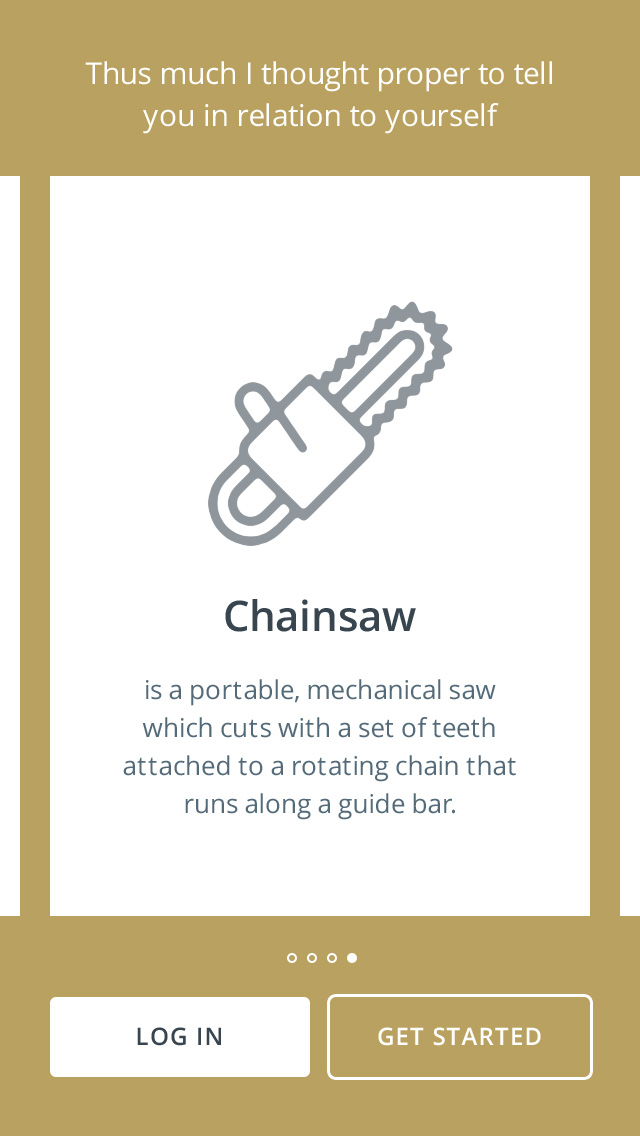 Thus much I thought proper to tell
you in relation to yourself
Chainsaw
is a portable, mechanical saw
which cuts with a set of teeth
attached to a rotating chain that
runs along a guide bar.
LOG IN
GET STARTED